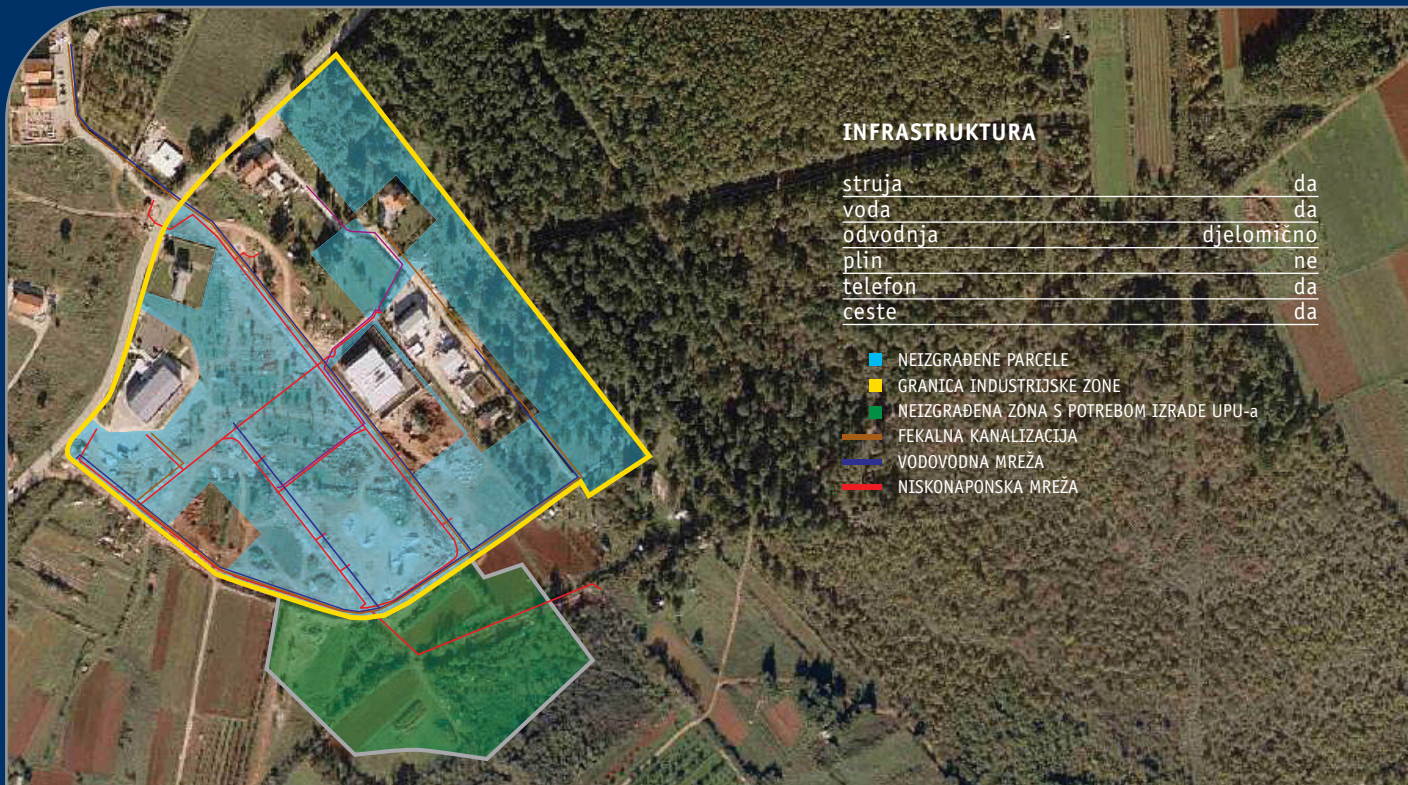 INFRASTRUKTURA
struja da
voda da
odvodnja djelomično
plin ne
telefon da
ceste da
NEIZGRAĐENE PARCELE
GRANICA INDUSTRIJSKE ZONE
NEIZGRAĐENA ZONA S POTREBOM IZRADE UPU-a
FEKALNA KANALIZACIJA
VODOVODNA MREŽA
NISKONAPONSKA MREŽA